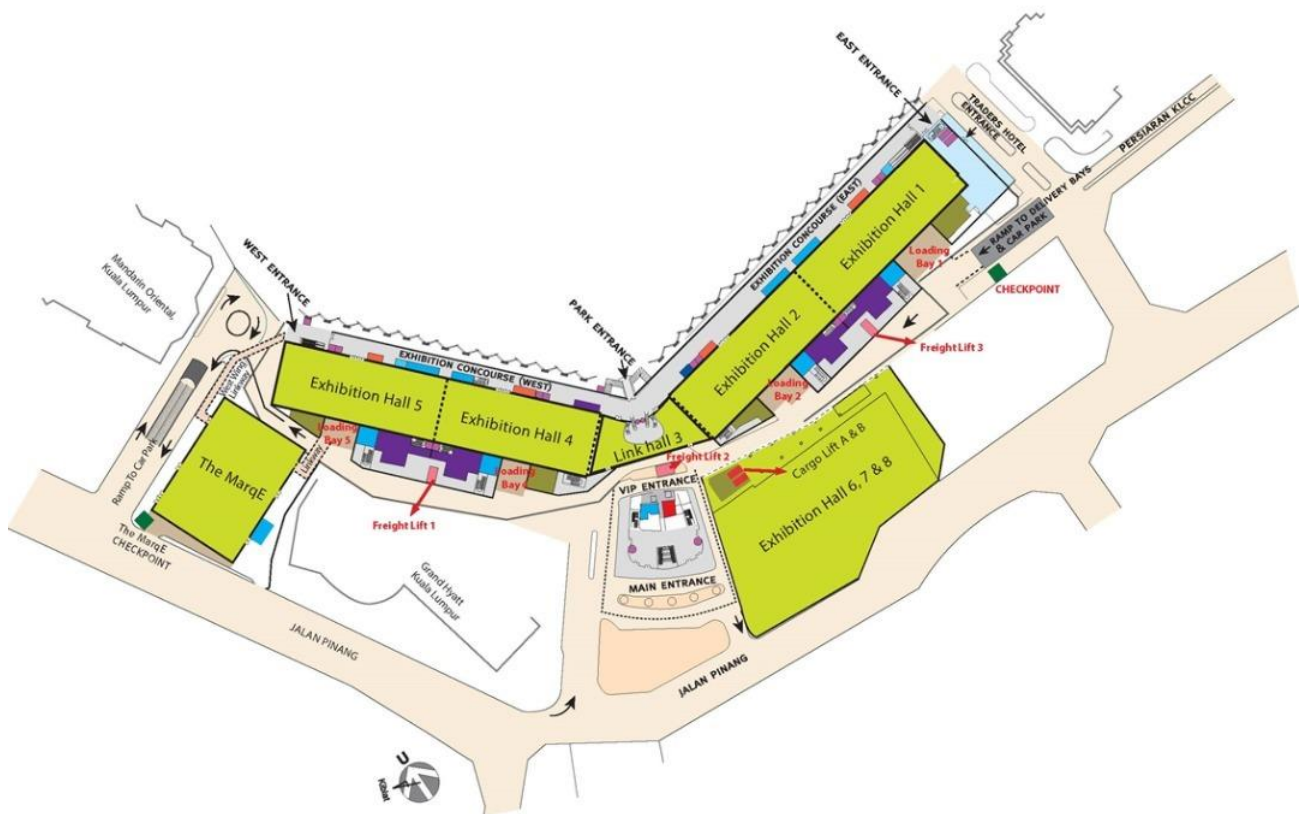 EAST ENTRANCE
TRADERS HOTEL
ENTRANCE
PERSIARAN KLCC
RAMP TO DELIVERY BAYS
& CAR PARK
CHECKPOINT
Exhibition Hall 1
Loading
Bay 1
EXHIBITION CONCOURSE (EAST)
Freight Lift 3
Exhibition Hall 2
Loading
Bay 2
Mandarin Oriental,
Kuala Lumpur
WEST ENTRANCE
PARK ENTRANCE
EXHIBITION CONCOURSE (WEST)
West Wing
Linkway
Exhibition Hall 5
Exhibition Hall 4
Link hall 3
Loading
Bay 5
Linkway
Loading
Bay 4
Freight Lift 2
Cargo Lift A & B
Exhibition Hall 6, 7 & 8
VIP ENTRANCE
Ramp To Car Park
The MarqE
Freight Lift 1
The MarqE
CHECKPOINT
Grand Hyatt
Kuala Lumpur
MAIN ENTRANCE
JALAN PINANG
JALAN PINANG
U
Kiblat